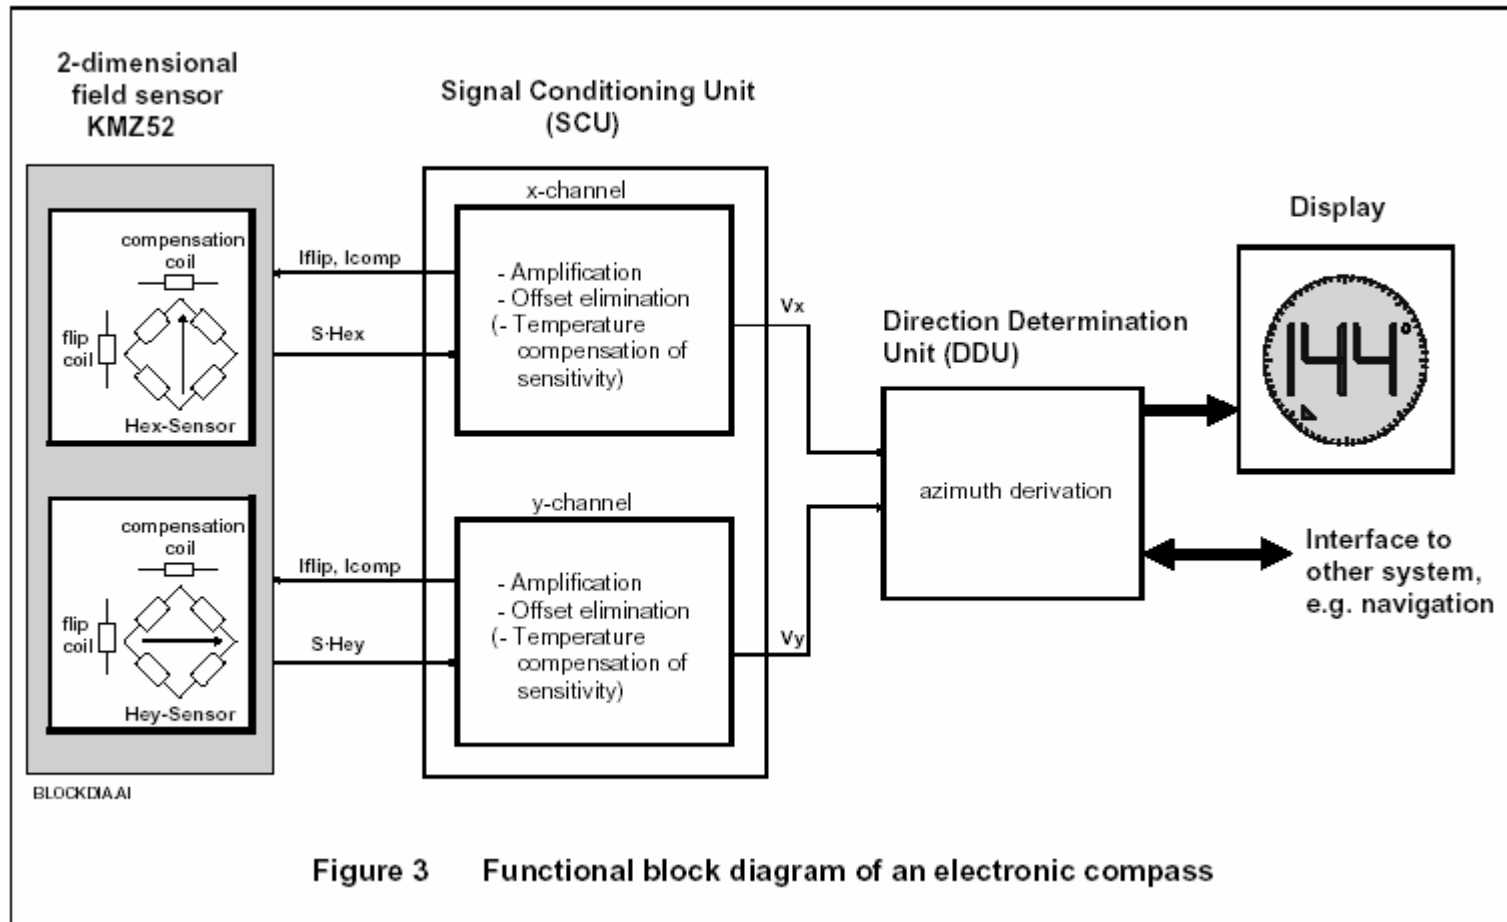 2-dimensional
field sensor
KMZ52
Signal Conditioning Unit
(SCU)
x-channel
compensation
coil
flip
coil
Hex-Sensor
Iflip, Icomp
S·Hex
- Amplification
- Offset elimination
(- Temperature
compensation of
sensitivity)
Vx
Direction Determination
Unit (DDU)
Display
144°
y-channel
compensation
coil
flip
coil
Hey-Sensor
Iflip, Icomp
S·Hey
- Amplification
- Offset elimination
(- Temperature
compensation of
sensitivity)
Vy
azimuth derivation
Interface to
other system,
e.g. navigation
BLOCKDIA.AI
Figure 3 Functional block diagram of an electronic compass